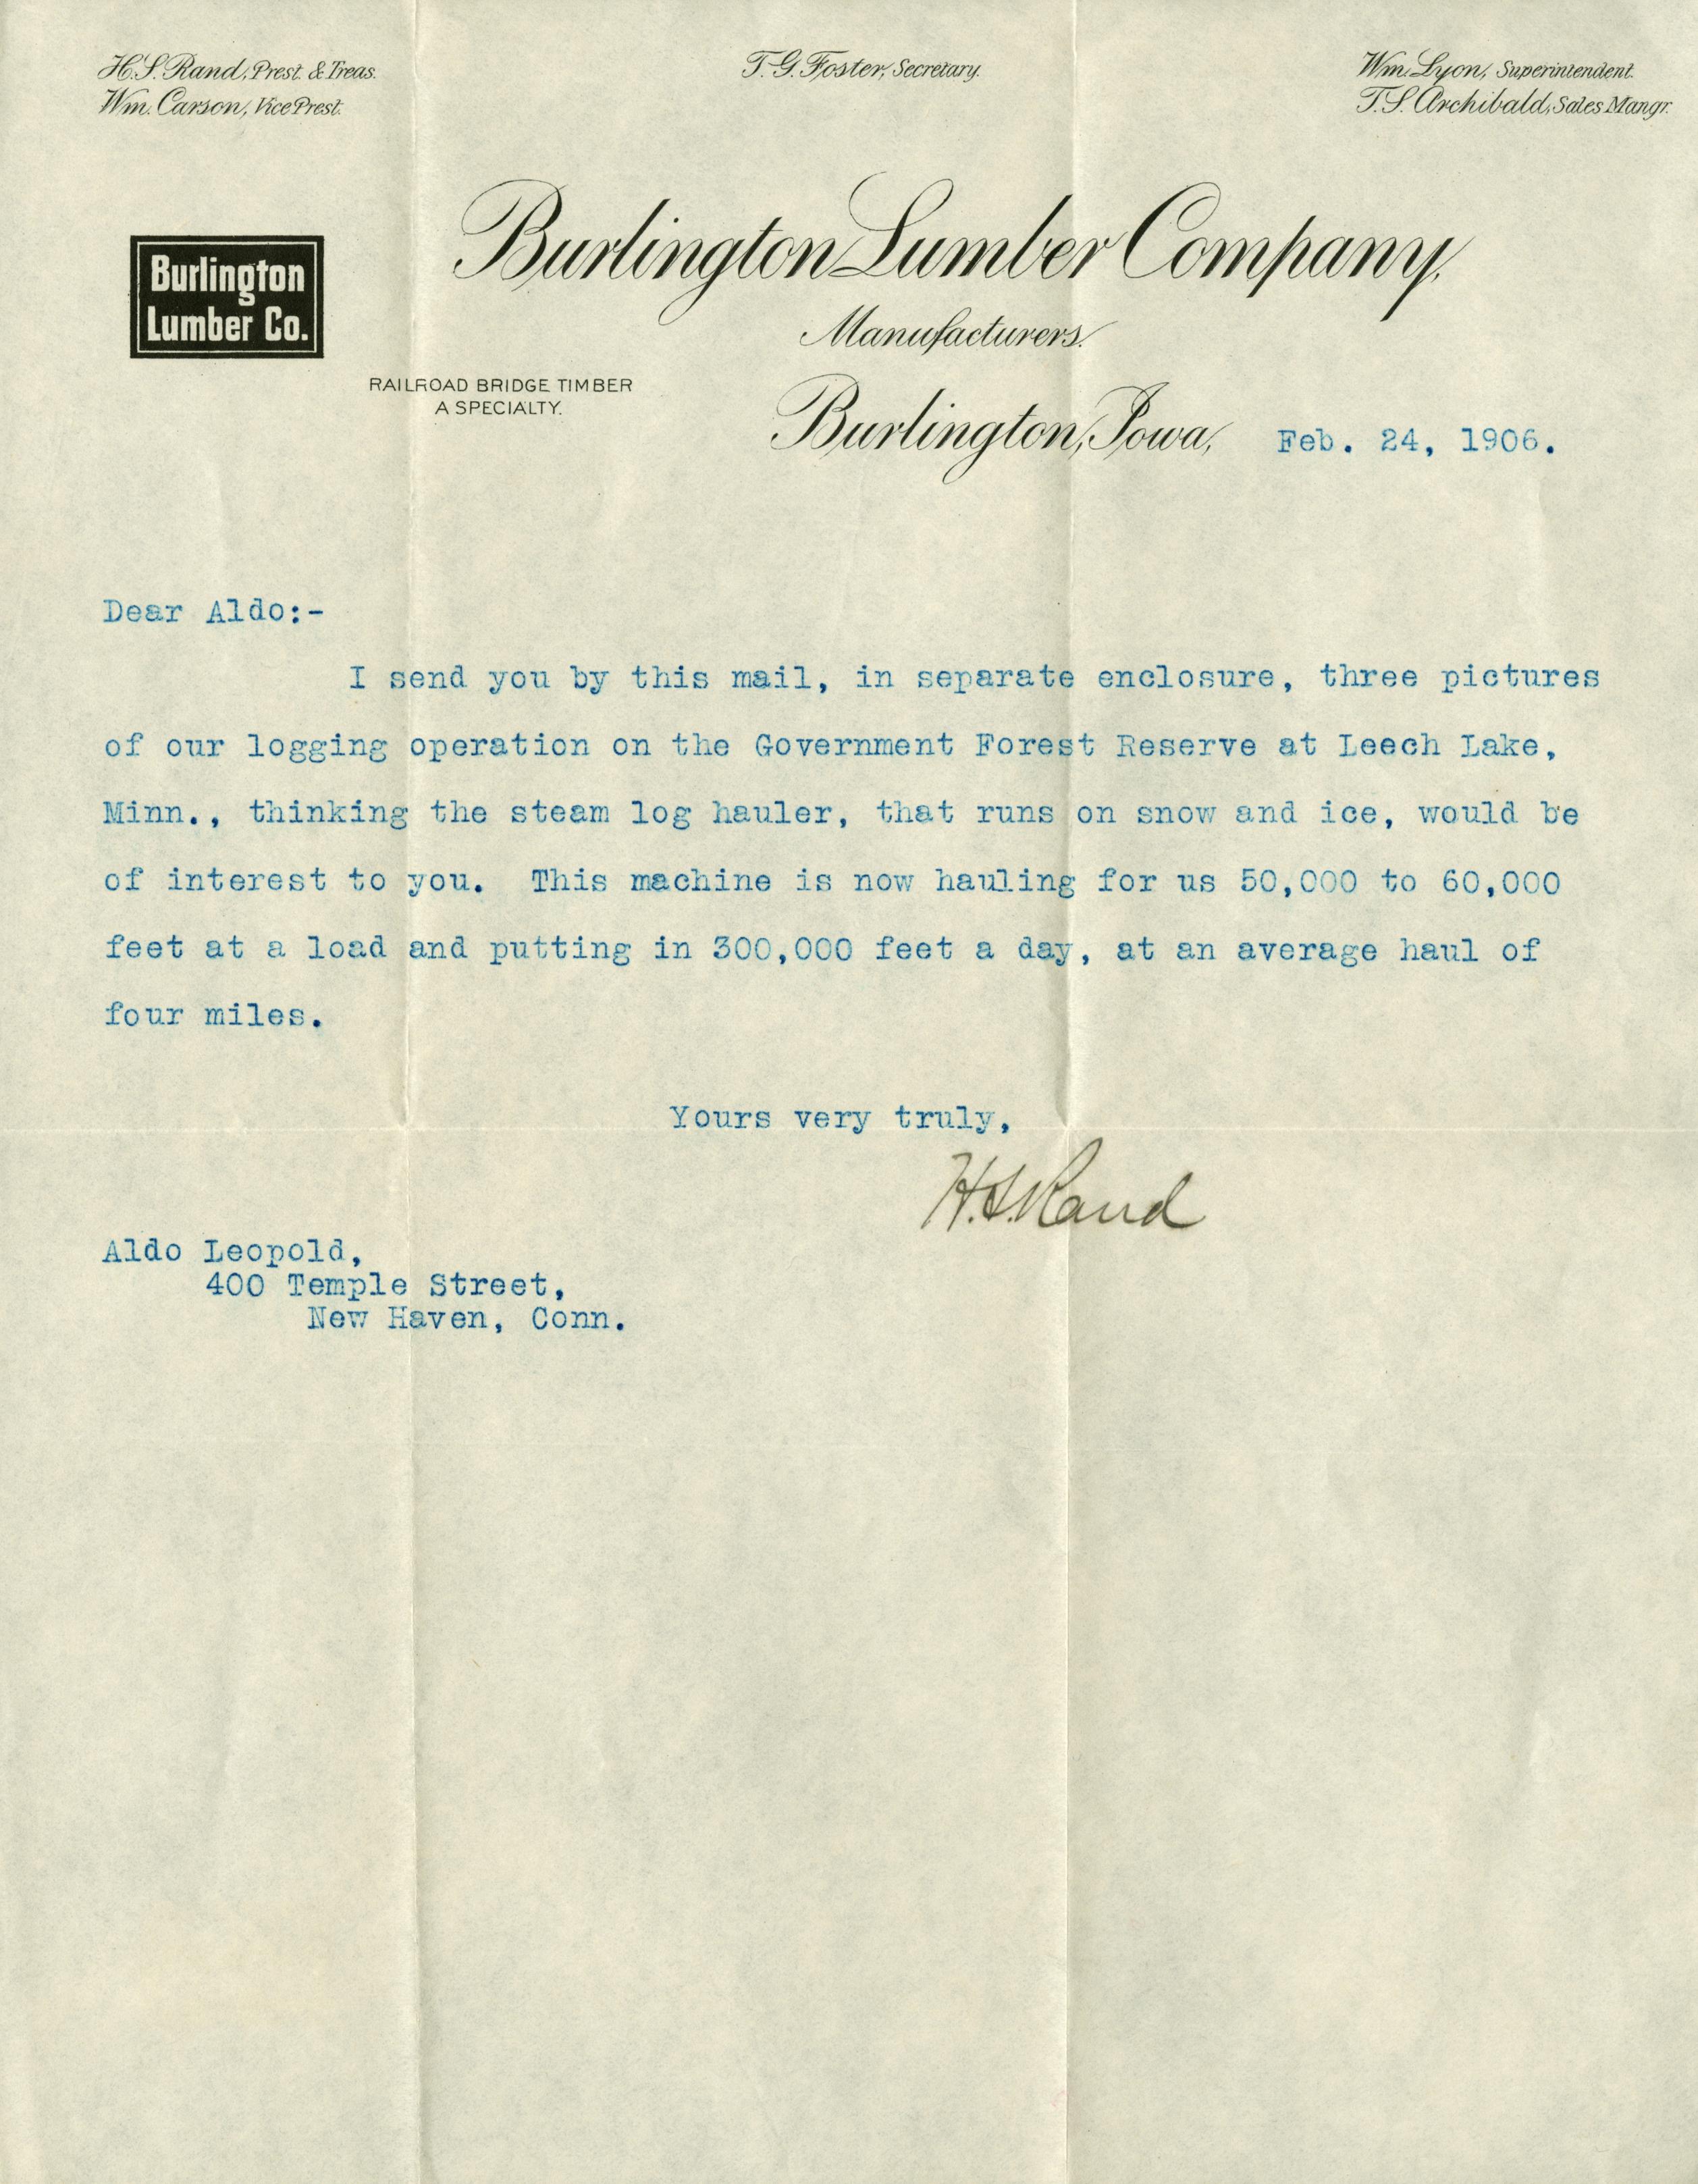 H. S. Rand, Prest. & Treas.
Wm. Carson, Vice Prest.
T. G. Foster, Secretary.
Wm. Lyon, Superintendent.
T. S. Archibald, Sales Mangr.
Burlington
Lumber Co.
Burlington Lumber Company,
Manufacturers.
RAILROAD BRIDGE TIMBER
A SPECIALTY.
Burlington, Iowa, Feb. 24, 1906.
Dear Aldo:-
I send you by this mail, in separate enclosure, three pictures
of our logging operation on the Government Forest Reserve at Leech Lake,
Minn., thinking the steam log hauler, that runs on snow and ice, would be
of interest to you. This machine is now hauling for us 50,000 to 60,000
feet at a load and putting in 300,000 feet a day, at an average haul of
four miles.
Yours very truly,
H. S. Rand
Aldo Leopold,
400 Temple Street,
New Haven, Conn.